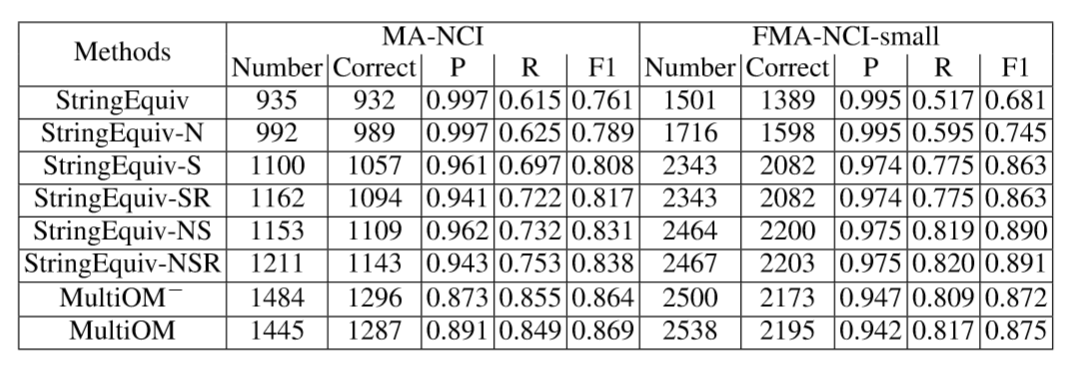 Methods MA-NCI FMA-NCI-small
Number Correct P R F1 Number Correct P R F1
StringEquiv 935 932 0.997 0.615 0.761 1501 1389 0.995 0.517 0.681
StringEquiv-N 992 989 0.997 0.625 0.789 1716 1598 0.995 0.595 0.745
StringEquiv-S 1100 1057 0.961 0.697 0.808 2343 2082 0.974 0.775 0.863
StringEquiv-SR 1162 1094 0.941 0.722 0.817 2343 2082 0.974 0.775 0.863
StringEquiv-NS 1153 1109 0.962 0.732 0.831 2464 2200 0.975 0.819 0.890
StringEquiv-NSR 1211 1143 0.943 0.753 0.838 2467 2203 0.975 0.820 0.891
MultiOM⁻ 1484 1296 0.873 0.855 0.864 2500 2173 0.947 0.809 0.872
MultiOM 1445 1287 0.891 0.849 0.869 2538 2195 0.942 0.817 0.875